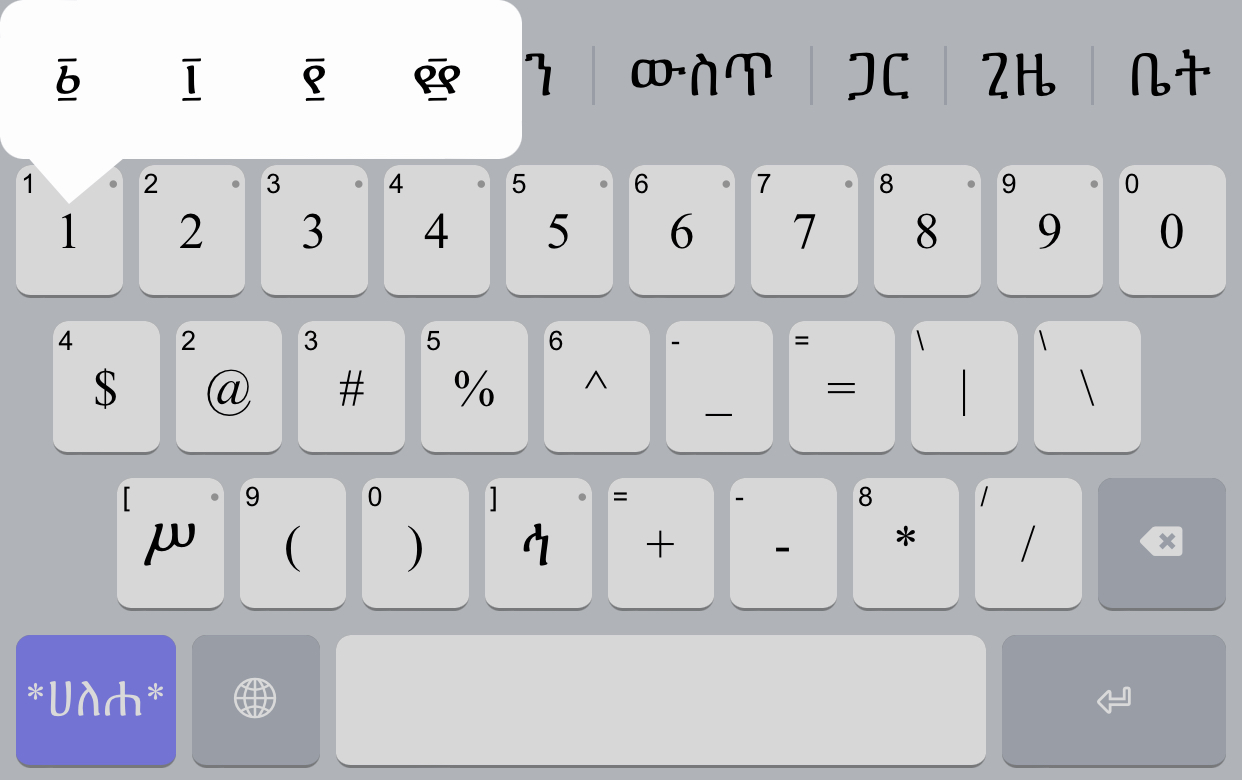 ፩ ፲ ፻ ፼ ን ውስጥ ጋር ጊዜ ቤት
1 2 3 4 5 6 7 8 9 0
1 2 3 4 5 6 7 8 9 0
4 2 3 5 6 - = \ \
$ @ # % ^ _ = | \
[ 9 0 ] = - 8 /
ሥ ( ) ኅ + - * /
*ሀለሐ*